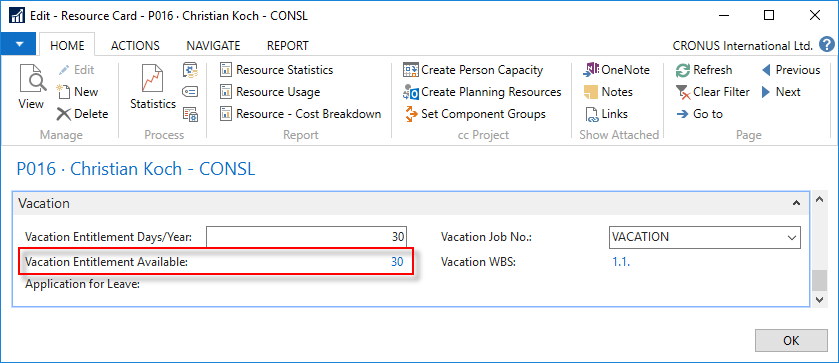 Edit - Resource Card - P016 · Christian Koch - CONSL
HOME ACTIONS NAVIGATE REPORT CRONUS International Ltd.
View
Edit
New
Delete
Manage
Statistics
Process
Resource Statistics
Resource Usage
Resource - Cost Breakdown
Report
Create Person Capacity
Create Planning Resources
Set Component Groups
cc Project
OneNote
Notes
Links
Show Attached
Refresh
Clear Filter
Go to
Previous
Next
Page
P016 · Christian Koch - CONSL
Vacation
Vacation Entitlement Days/Year: 30 Vacation Job No.: VACATION
Vacation Entitlement Available: 30 Vacation WBS: 1.1.
Application for Leave:
OK